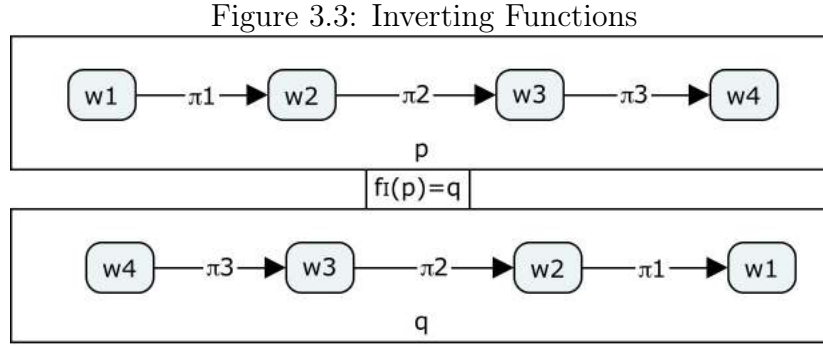 Figure 3.3: Inverting Functions
w1 π1 w2 π2 w3 π3 w4
p
fI(p)=q
w4 π3 w3 π2 w2 π1 w1
q